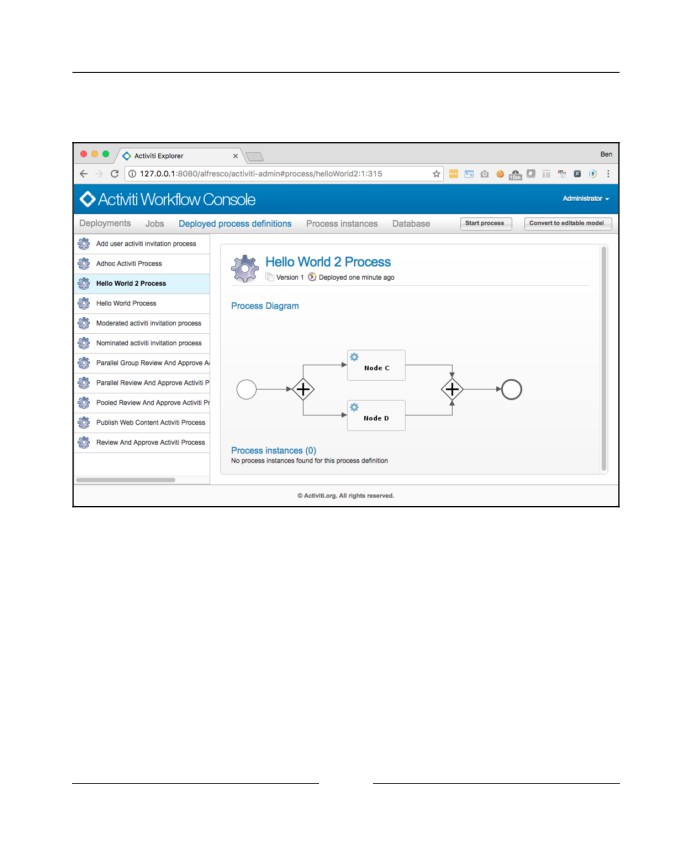 Activiti Explorer
Ben
127.0.0.1:8080/alfresco/activiti-admin#process/helloWorld2:1:315
Activiti Workflow Console
Administrator
Deployments Jobs Deployed process definitions Process instances Database Start process Convert to editable model
Add user activiti invitation process
Adhoc Activiti Process
Hello World 2 Process
Hello World Process
Moderated activiti invitation process
Nominated activiti invitation process
Parallel Group Review And Approve A
Parallel Review And Approve Activiti P
Pooled Review And Approve Activiti Pr
Publish Web Content Activiti Process
Review And Approve Activiti Process
Hello World 2 Process
Version 1 Deployed one minute ago
Process Diagram
Node C
Node D
Process instances (0)
No process instances found for this process definition
© Activiti.org. All rights reserved.